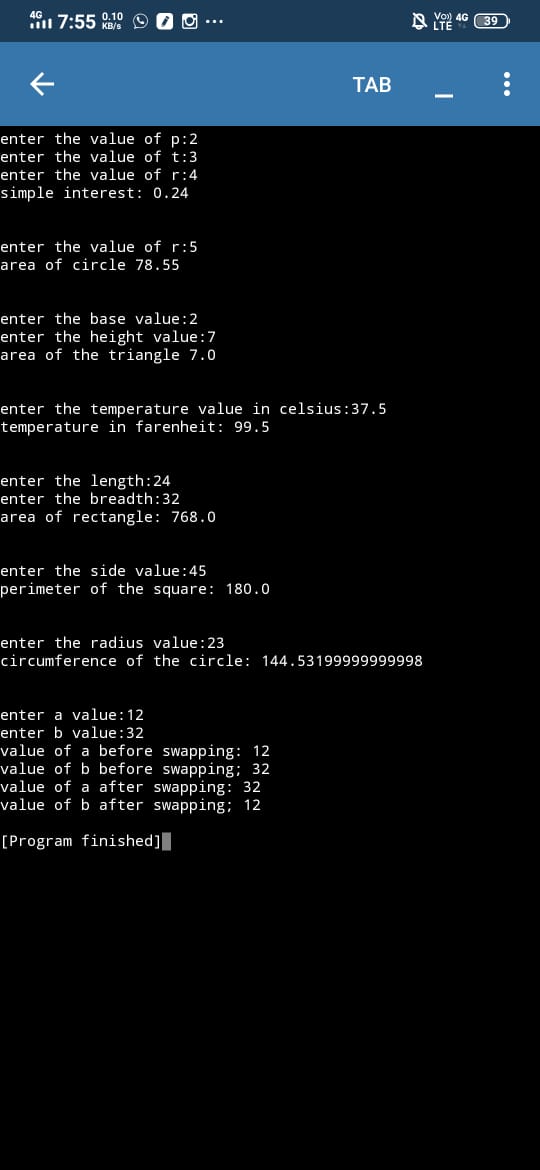 4G 7:55 0.10 KB/s ... Vo) LTE 4G 39
TAB
enter the value of p:2
enter the value of t:3
enter the value of r:4
simple interest: 0.24
enter the value of r:5
area of circle 78.55
enter the base value:2
enter the height value:7
area of the triangle 7.0
enter the temperature value in celsius:37.5
temperature in farenheit: 99.5
enter the length:24
enter the breadth:32
area of rectangle: 768.0
enter the side value:45
perimeter of the square: 180.0
enter the radius value:23
circumference of the circle: 144.53199999999998
enter a value:12
enter b value:32
value of a before swapping: 12
value of b before swapping; 32
value of a after swapping: 32
value of b after swapping; 12
[Program finished]